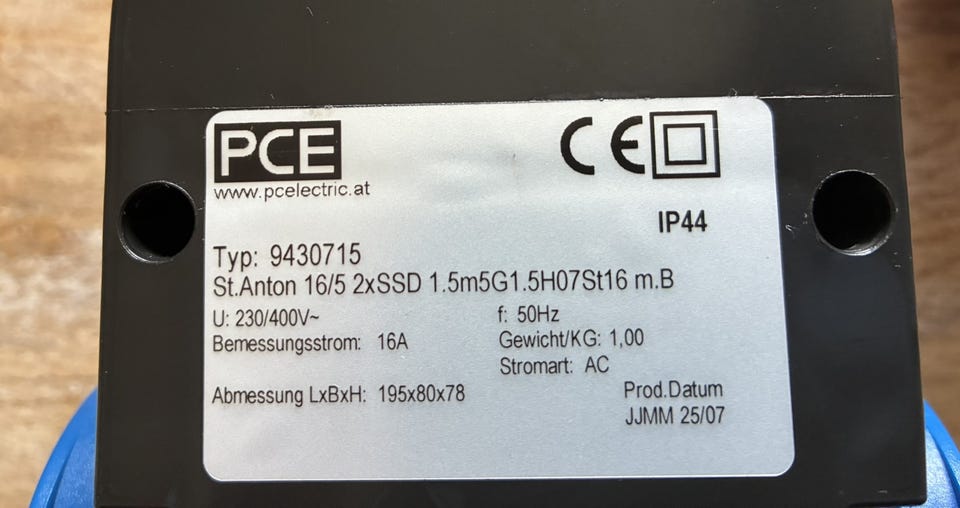 PCE
www.pcelectric.at
CE
IP44
Typ: 9430715
St.Anton 16/5 2xSSD 1.5m5G1.5H07St16 m.B
U: 230/400V~ f: 50Hz
Bemessungsstrom: 16A Gewicht/KG: 1,00
Stromart: AC
Abmessung LxBxH: 195x80x78 Prod.Datum
JJMM 25/07